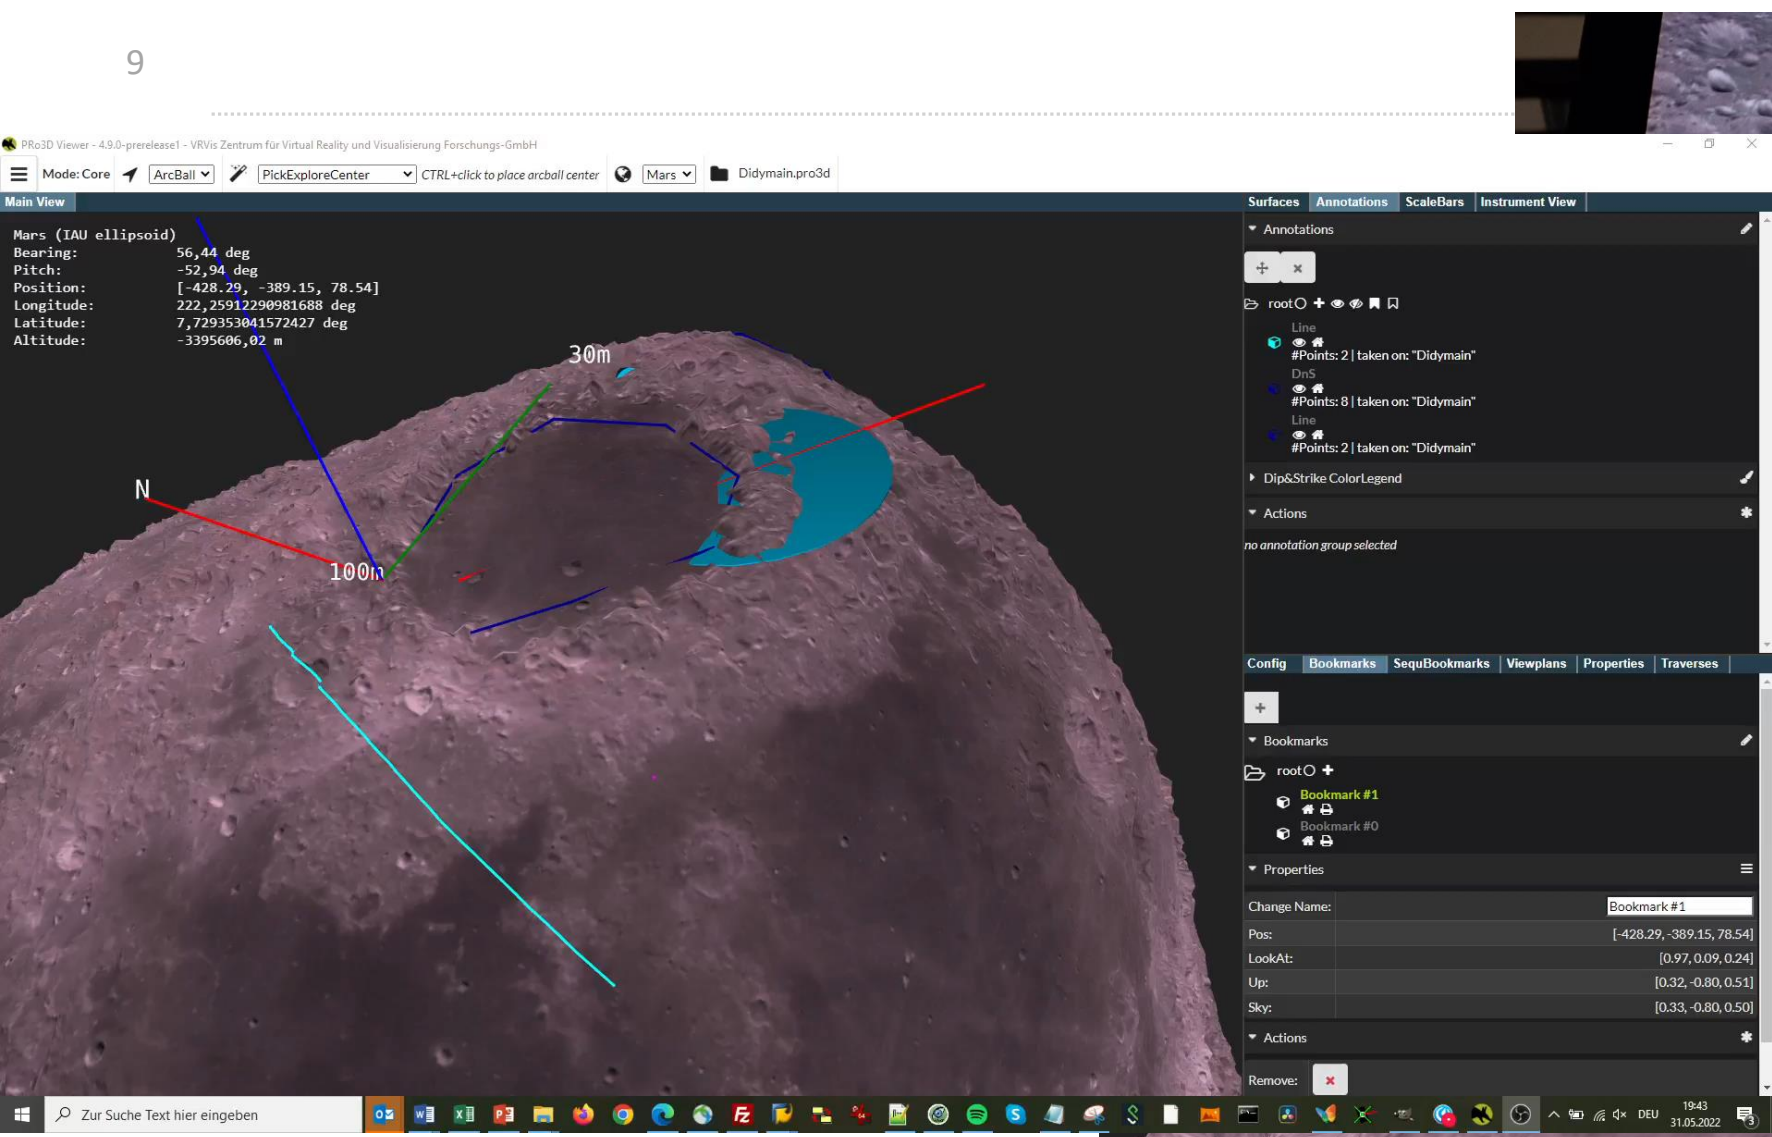 9
PRo3D Viewer - 4.9.0-prerelease1 - VRVis Zentrum für Virtual Reality und Visualisierung Forschungs-GmbH
Mode: Core ArcBall PickExploreCenter CTRL+click to place arcball center Mars Didymain.pro3d
Main View
Mars (IAU ellipsoid)
Bearing: 56,44 deg
Pitch: -52,94 deg
Position: [-428.29, -389.15, 78.54]
Longitude: 222,25912290981688 deg
Latitude: 7,729353041572427 deg
Altitude: -3395606,02 m
30m
N
100m
Surfaces Annotations ScaleBars Instrument View
Annotations
root
Line
#Points: 2 | taken on: "Didymain"
DnS
#Points: 8 | taken on: "Didymain"
Line
#Points: 2 | taken on: "Didymain"
Dip&Strike ColorLegend
Actions
no annotation group selected
Config Bookmarks SequBookmarks Viewplans Properties Traverses
Bookmarks
root
Bookmark #1
Bookmark #0
Properties
Change Name: Bookmark #1
Pos: [-428.29, -389.15, 78.54]
LookAt: [0.97, 0.09, 0.24]
Up: [0.32, -0.80, 0.51]
Sky: [0.33, -0.80, 0.50]
Actions
Remove:
Zur Suche Text hier eingeben
DEU
19:43
31.05.2022